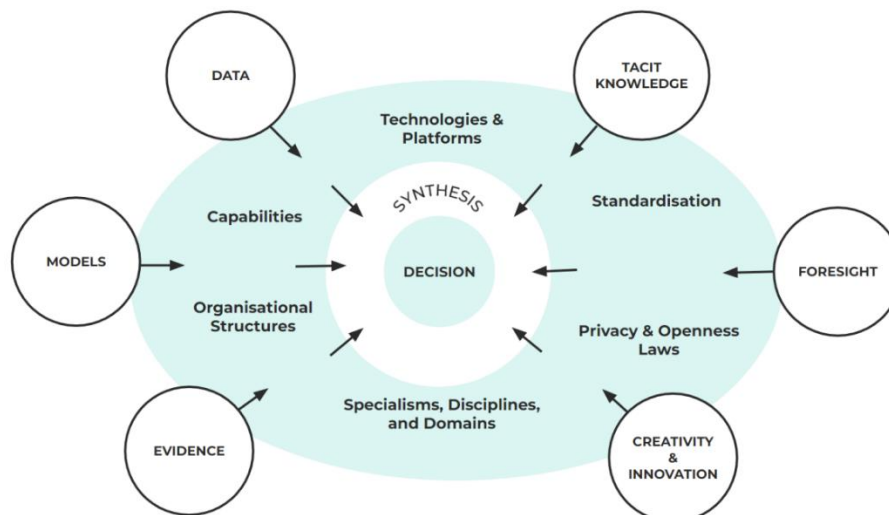 DATA
TACIT
KNOWLEDGE
Technologies &
Platforms
SYNTHESIS
Capabilities
Standardisation
MODELS
DECISION
FORESIGHT
Organisational
Structures
Privacy & Openness
Laws
Specialisms, Disciplines,
and Domains
EVIDENCE
CREATIVITY
&
INNOVATION